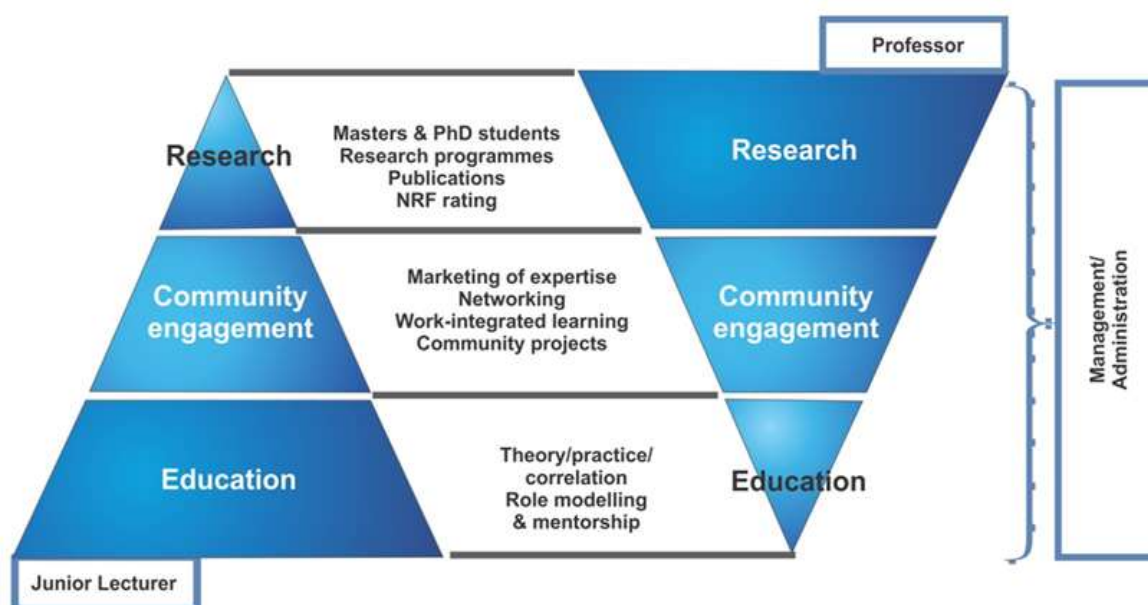 Professor
Research
Masters & PhD students
Research programmes
Publications
NRF rating
Research
Community
engagement
Marketing of expertise
Networking
Work-integrated learning
Community projects
Community
engagement
Education
Theory/practice/
correlation
Role modelling
& mentorship
Education
Junior Lecturer
Management/
Administration